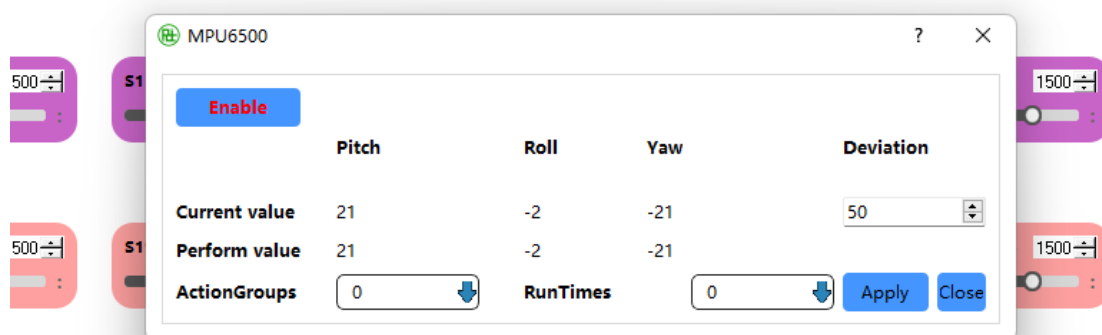 MPU6500 ?
500 S1 1500
Enable
Pitch Roll Yaw Deviation
Current value 21 -2 -21 50
500 S1 Perform value 21 -2 -21 1500
ActionGroups 0 RunTimes 0 Apply Close